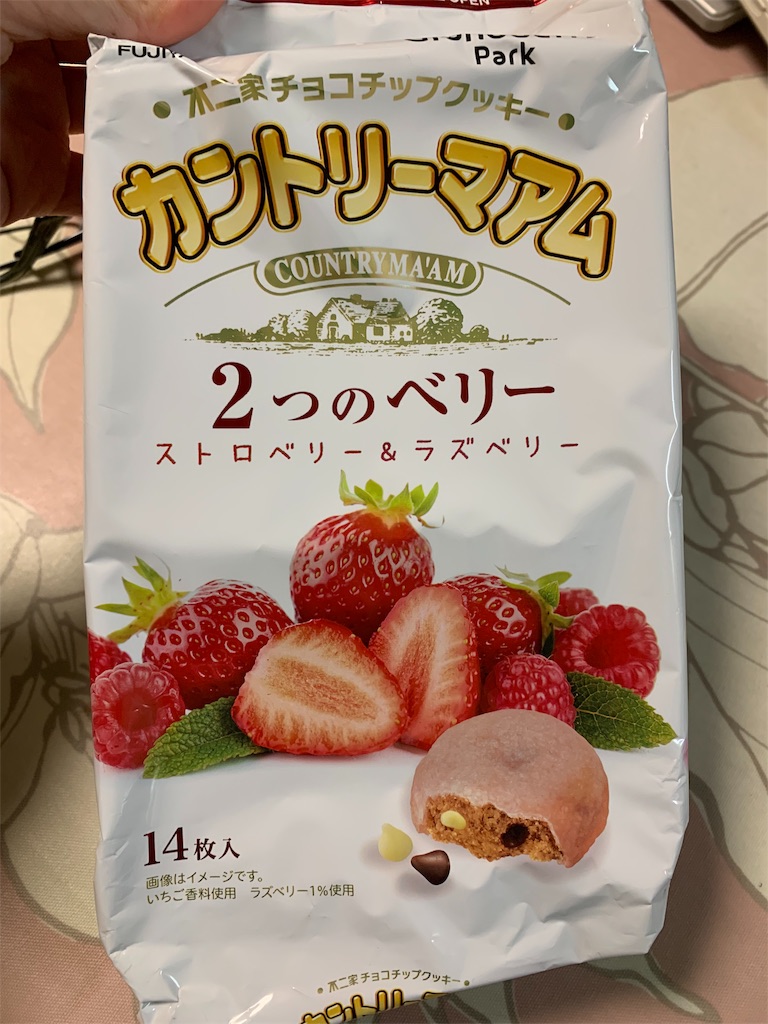 OPEN
Park
不二家チョコチップクッキー
カントリーマアム
COUNTRYMA'AM
2つのベリー
ストロベリー&ラズベリー
14枚入
画像はイメージです。
いちご香料使用 ラズベリー1%使用
不二家チョコチップクッキー